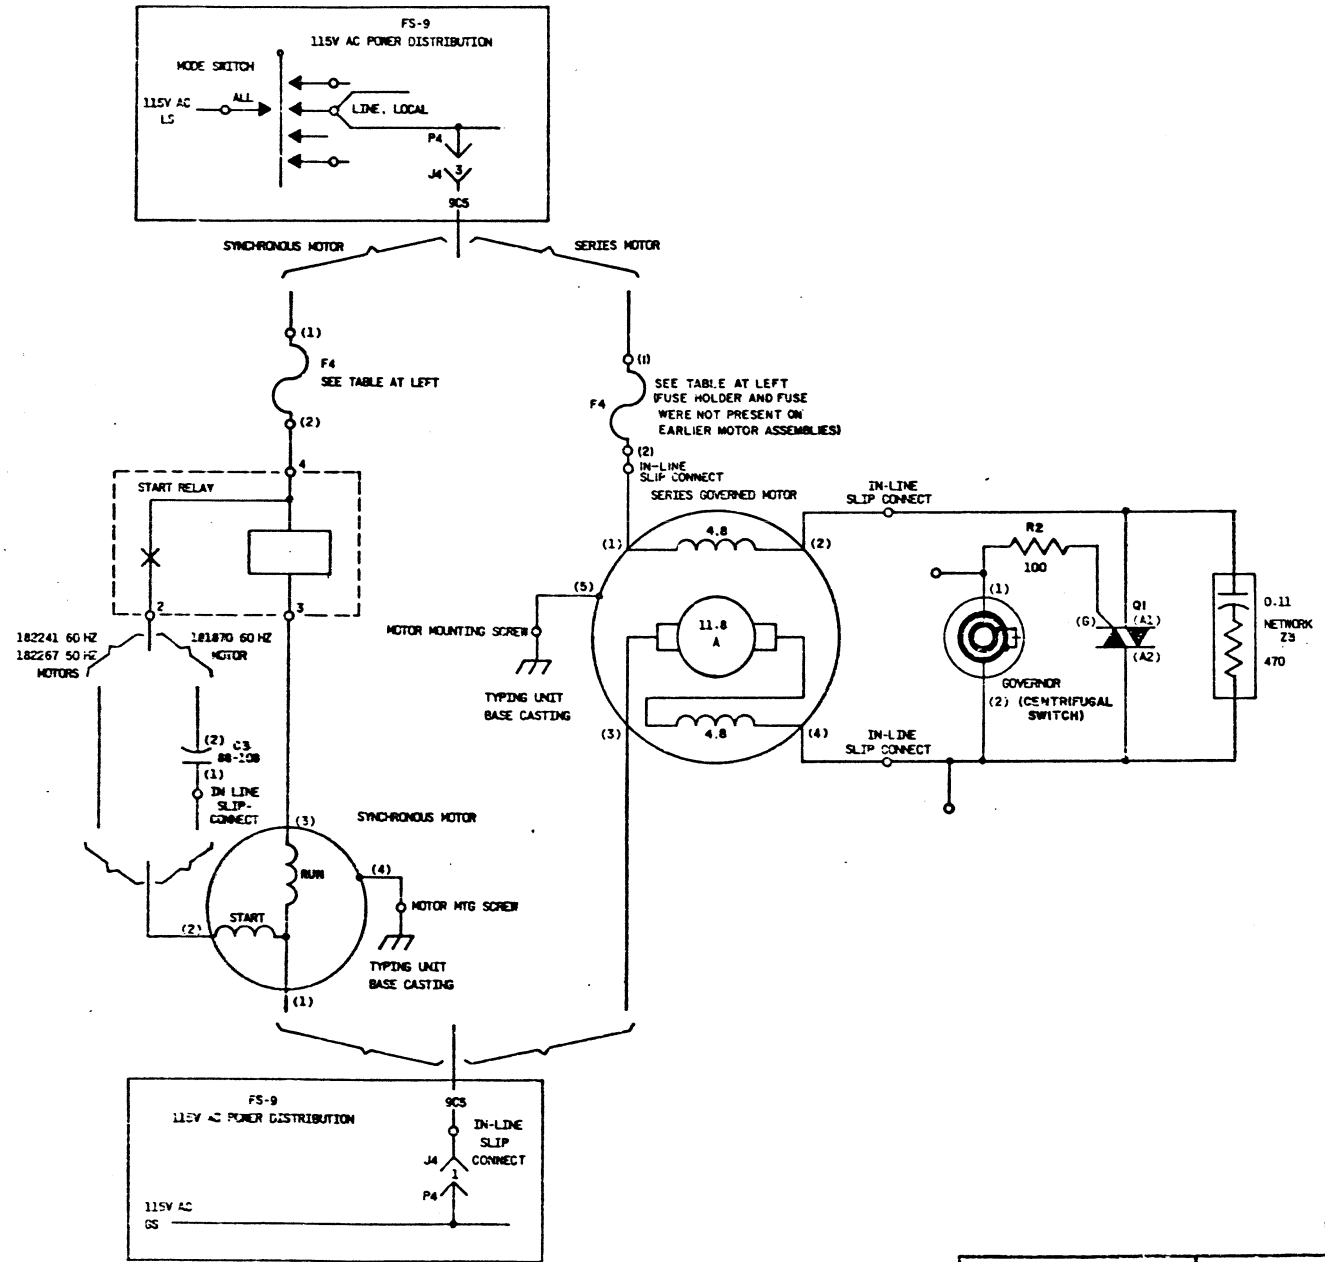 FS-9
115V AC POWER DISTRIBUTION
MODE SWITCH
115V AC
LS
ALL
LINE, LOCAL
P4
3
J4
9C5
SYNCHRONOUS MOTOR
SERIES MOTOR
(1)
F4
SEE TABLE AT LEFT
(2)
(1)
F4
SEE TABLE AT LEFT
(FUSE HOLDER AND FUSE
WERE NOT PRESENT ON
EARLIER MOTOR ASSEMBLIES)
(2)
IN-LINE
SLIP CONNECT
SERIES GOVERNED MOTOR
4
START RELAY
2
3
182241 60 HZ
182267 50 HZ
MOTORS
181870 60 HZ
MOTOR
(2)
C3
88-108
(1)
IN LINE
SLIP-
CONNECT
SYNCHRONOUS MOTOR
(3)
RUN
(4)
MOTOR MTG SCREW
START
(2)
TYPING UNIT
BASE CASTING
(1)
(1)
4.8
(2)
(5)
MOTOR MOUNTING SCREW
TYPING UNIT
BASE CASTING
11.8
A
(3)
4.8
(4)
IN-LINE
SLIP CONNECT
R2
100
(1)
GOVERNOR
(2) (CENTRIFUGAL
SWITCH)
(G)
Q1
(A1)
(A2)
0.11
NETWORK
Z3
470
IN-LINE
SLIP CONNECT
FS-9
115V AC POWER DISTRIBUTION
9C5
IN-LINE
SLIP
CONNECT
J4
1
P4
115V AC
GS